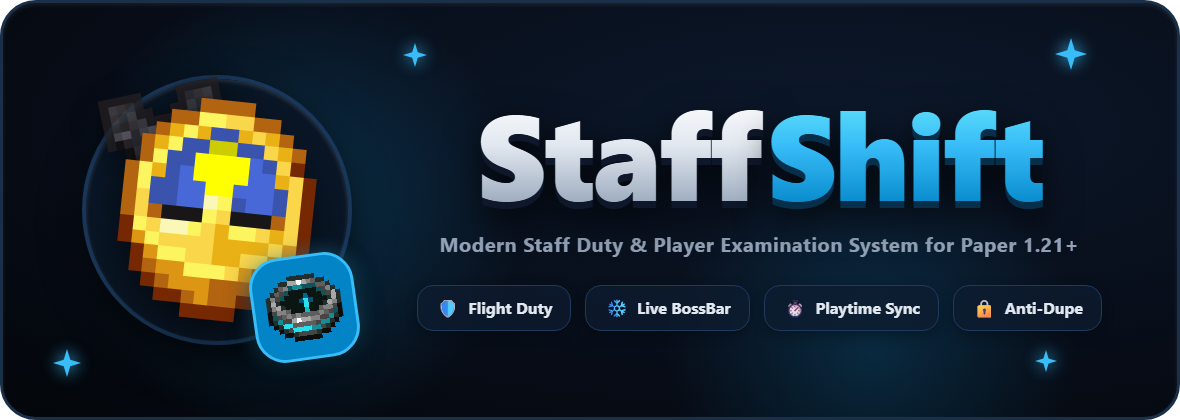 StaffShift
Modern Staff Duty & Player Examination System for Paper 1.21+
Flight Duty Live BossBar Playtime Sync Anti-Dupe